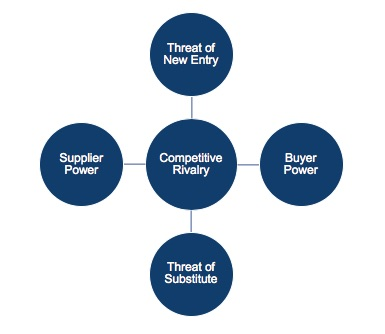 Threat of
New Entry
Supplier
Power
Competitive
Rivalry
Buyer
Power
Threat of
Substitute